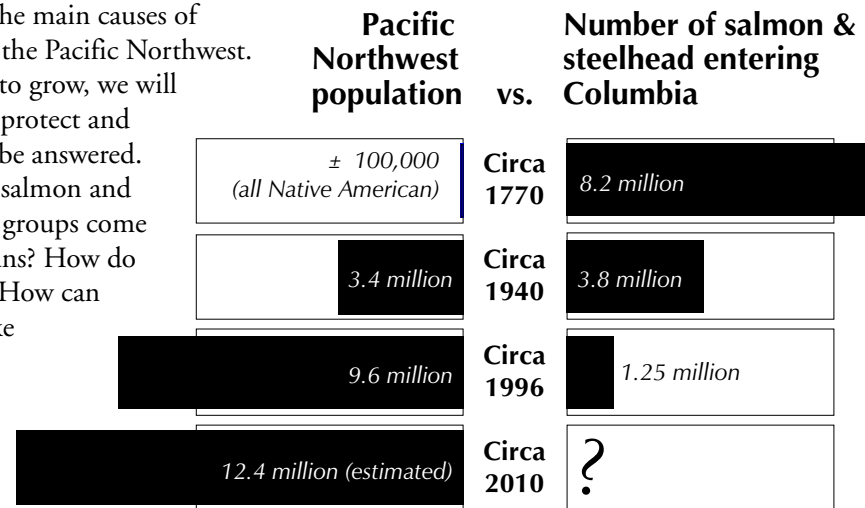 he main causes of
the Pacific Northwest.
to grow, we will
protect and
be answered.
salmon and
groups come
ns? How do
How can
Pacific
Northwest
population
vs.
Number of salmon &
steelhead entering
Columbia
± 100,000
(all Native American)
Circa
1770
8.2 million
3.4 million
Circa
1940
3.8 million
9.6 million
Circa
1996
1.25 million
12.4 million (estimated)
Circa
2010
?